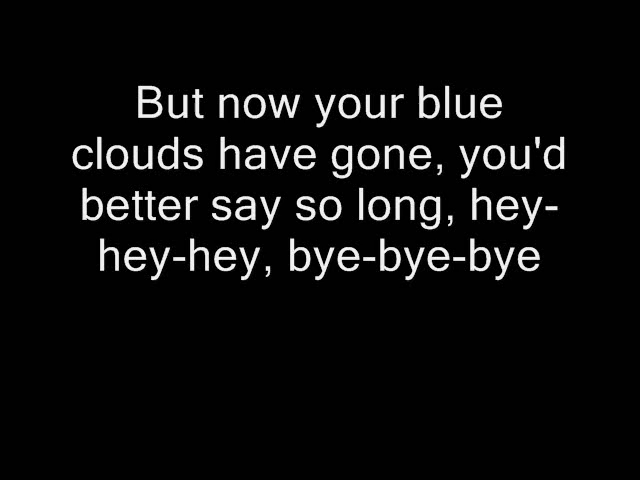 But now your blue
clouds have gone, you'd
better say so long, hey-
hey-hey, bye-bye-bye